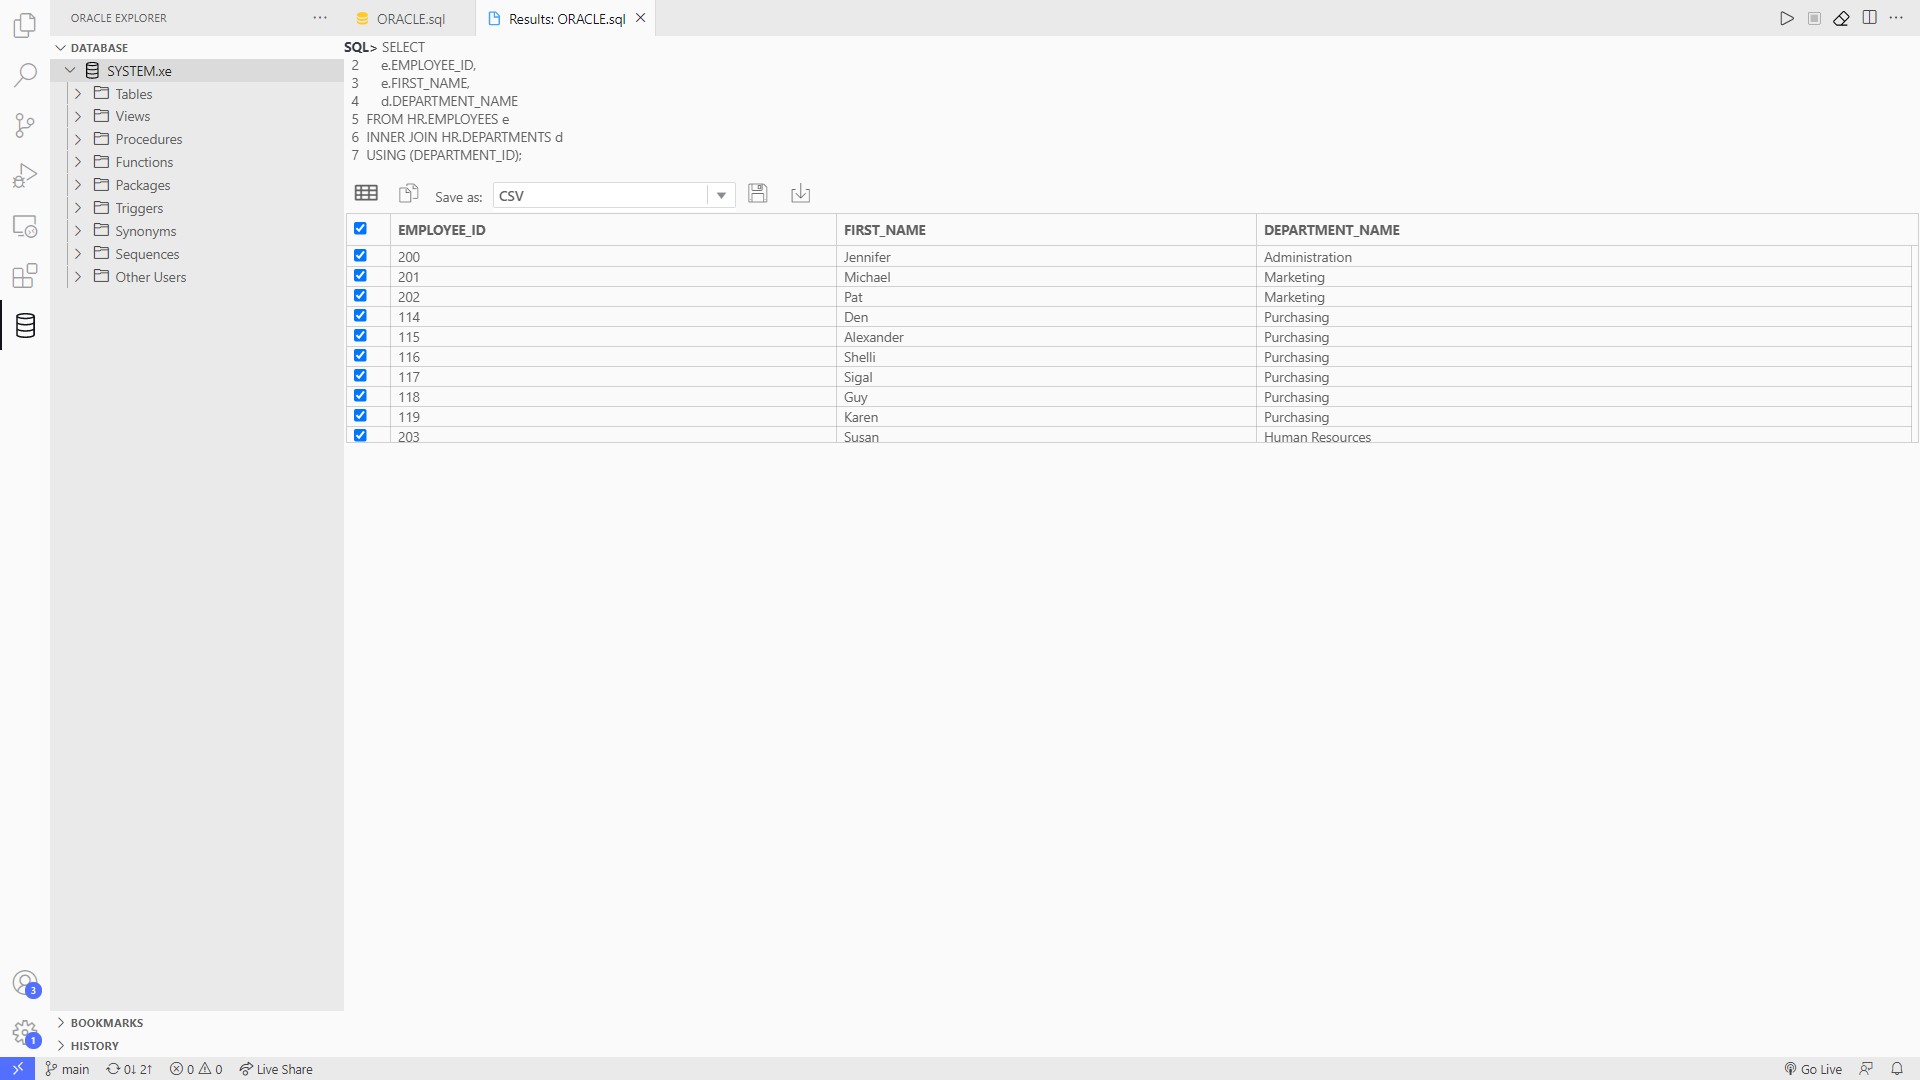 ORACLE EXPLORER
ORACLE.sql
Results: ORACLE.sql
DATABASE
SYSTEM.xe
Tables
Views
Procedures
Functions
Packages
Triggers
Synonyms
Sequences
Other Users
SQL> SELECT
2 e.EMPLOYEE_ID,
3 e.FIRST_NAME,
4 d.DEPARTMENT_NAME
5 FROM HR.EMPLOYEES e
6 INNER JOIN HR.DEPARTMENTS d
7 USING (DEPARTMENT_ID);
Save as: CSV
EMPLOYEE_ID FIRST_NAME DEPARTMENT_NAME
200 Jennifer Administration
201 Michael Marketing
202 Pat Marketing
114 Den Purchasing
115 Alexander Purchasing
116 Shelli Purchasing
117 Sigal Purchasing
118 Guy Purchasing
119 Karen Purchasing
203 Susan Human Resources
3
1
BOOKMARKS
HISTORY
main 0↓ 2↑ 0 0 Live Share Go Live